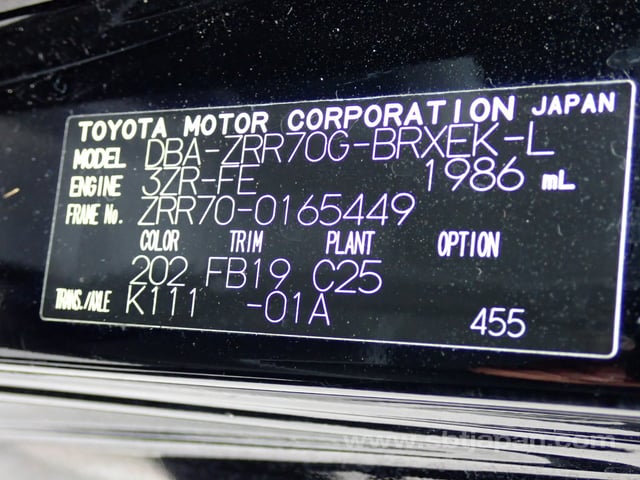 TOYOTA MOTOR CORPORATION JAPAN
MODEL DBA-ZRR70G-BRXEK-L
ENGINE 3ZR-FE 1986 mL
FRAME No. ZRR70-0165449
COLOR TRIM PLANT OPTION
202 FB19 C25
TRANS./AXLE K111 -01A 455
www.sbtjapan.com